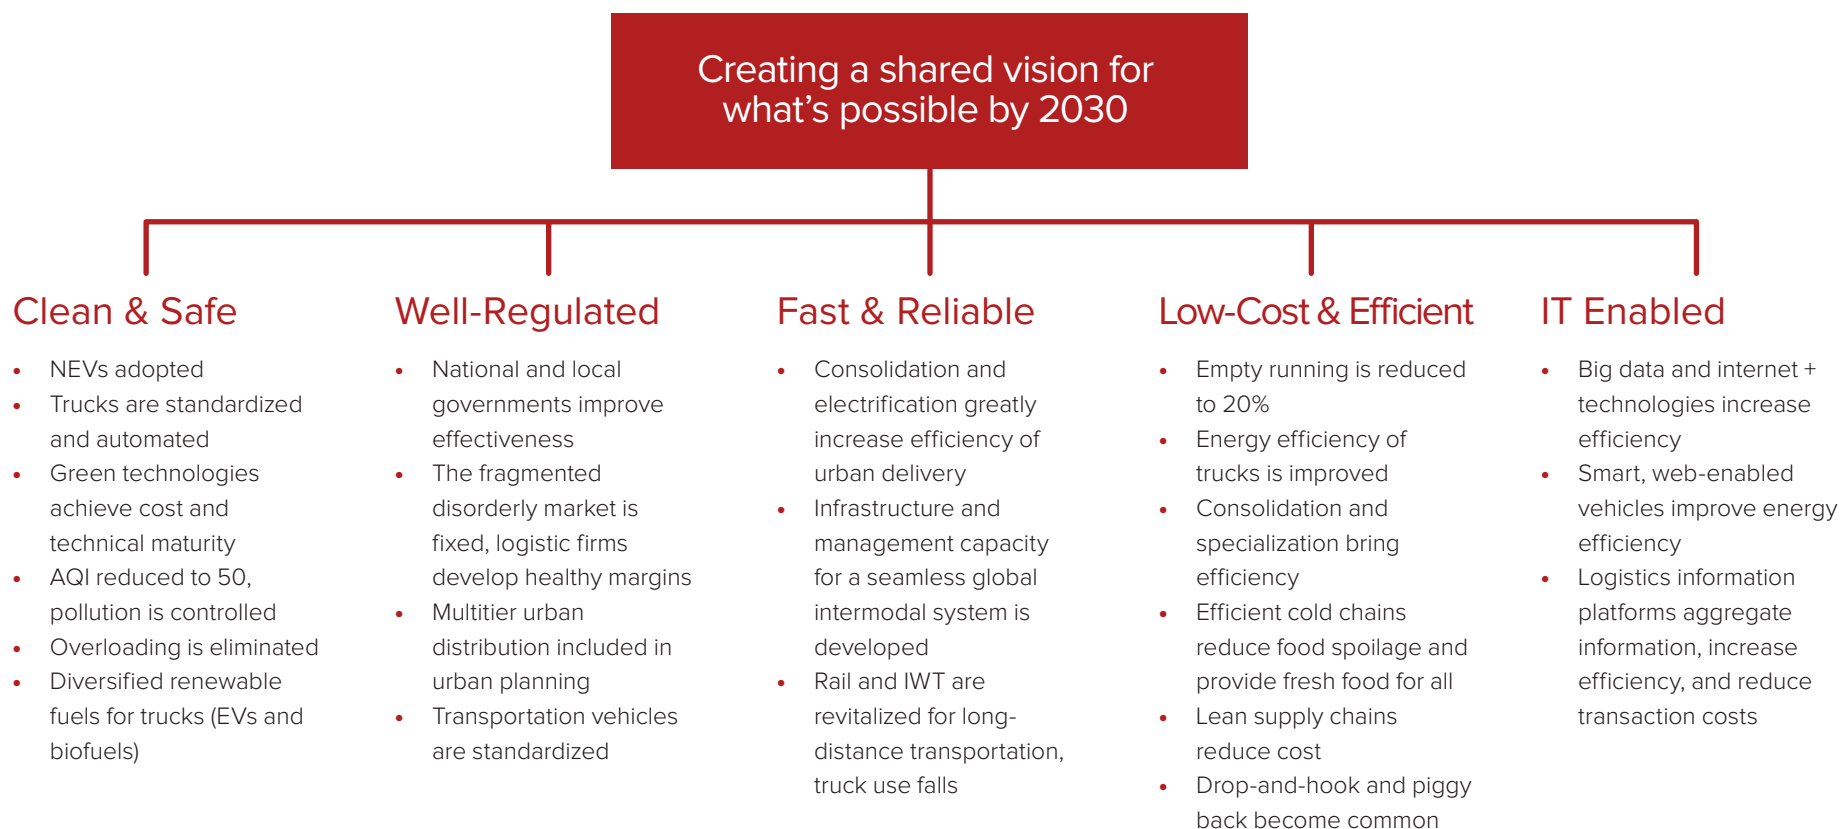 Creating a shared vision for
what's possible by 2030
Clean & Safe
• NEVs adopted
• Trucks are standardized
and automated
• Green technologies
achieve cost and
technical maturity
• AQI reduced to 50,
pollution is controlled
• Overloading is eliminated
• Diversified renewable
fuels for trucks (EVs and
biofuels)
Well-Regulated
• National and local
governments improve
effectiveness
• The fragmented
disorderly market is
fixed, logistic firms
develop healthy margins
• Multitier urban
distribution included in
urban planning
• Transportation vehicles
are standardized
Fast & Reliable
• Consolidation and
electrification greatly
increase efficiency of
urban delivery
• Infrastructure and
management capacity
for a seamless global
intermodal system is
developed
• Rail and IWT are
revitalized for long-
distance transportation,
truck use falls
Low-Cost & Efficient
• Empty running is reduced
to 20%
• Energy efficiency of
trucks is improved
• Consolidation and
specialization bring
efficiency
• Efficient cold chains
reduce food spoilage and
provide fresh food for all
• Lean supply chains
reduce cost
• Drop-and-hook and piggy
back become common
IT Enabled
• Big data and internet +
technologies increase
efficiency
• Smart, web-enabled
vehicles improve energy
efficiency
• Logistics information
platforms aggregate
information, increase
efficiency, and reduce
transaction costs